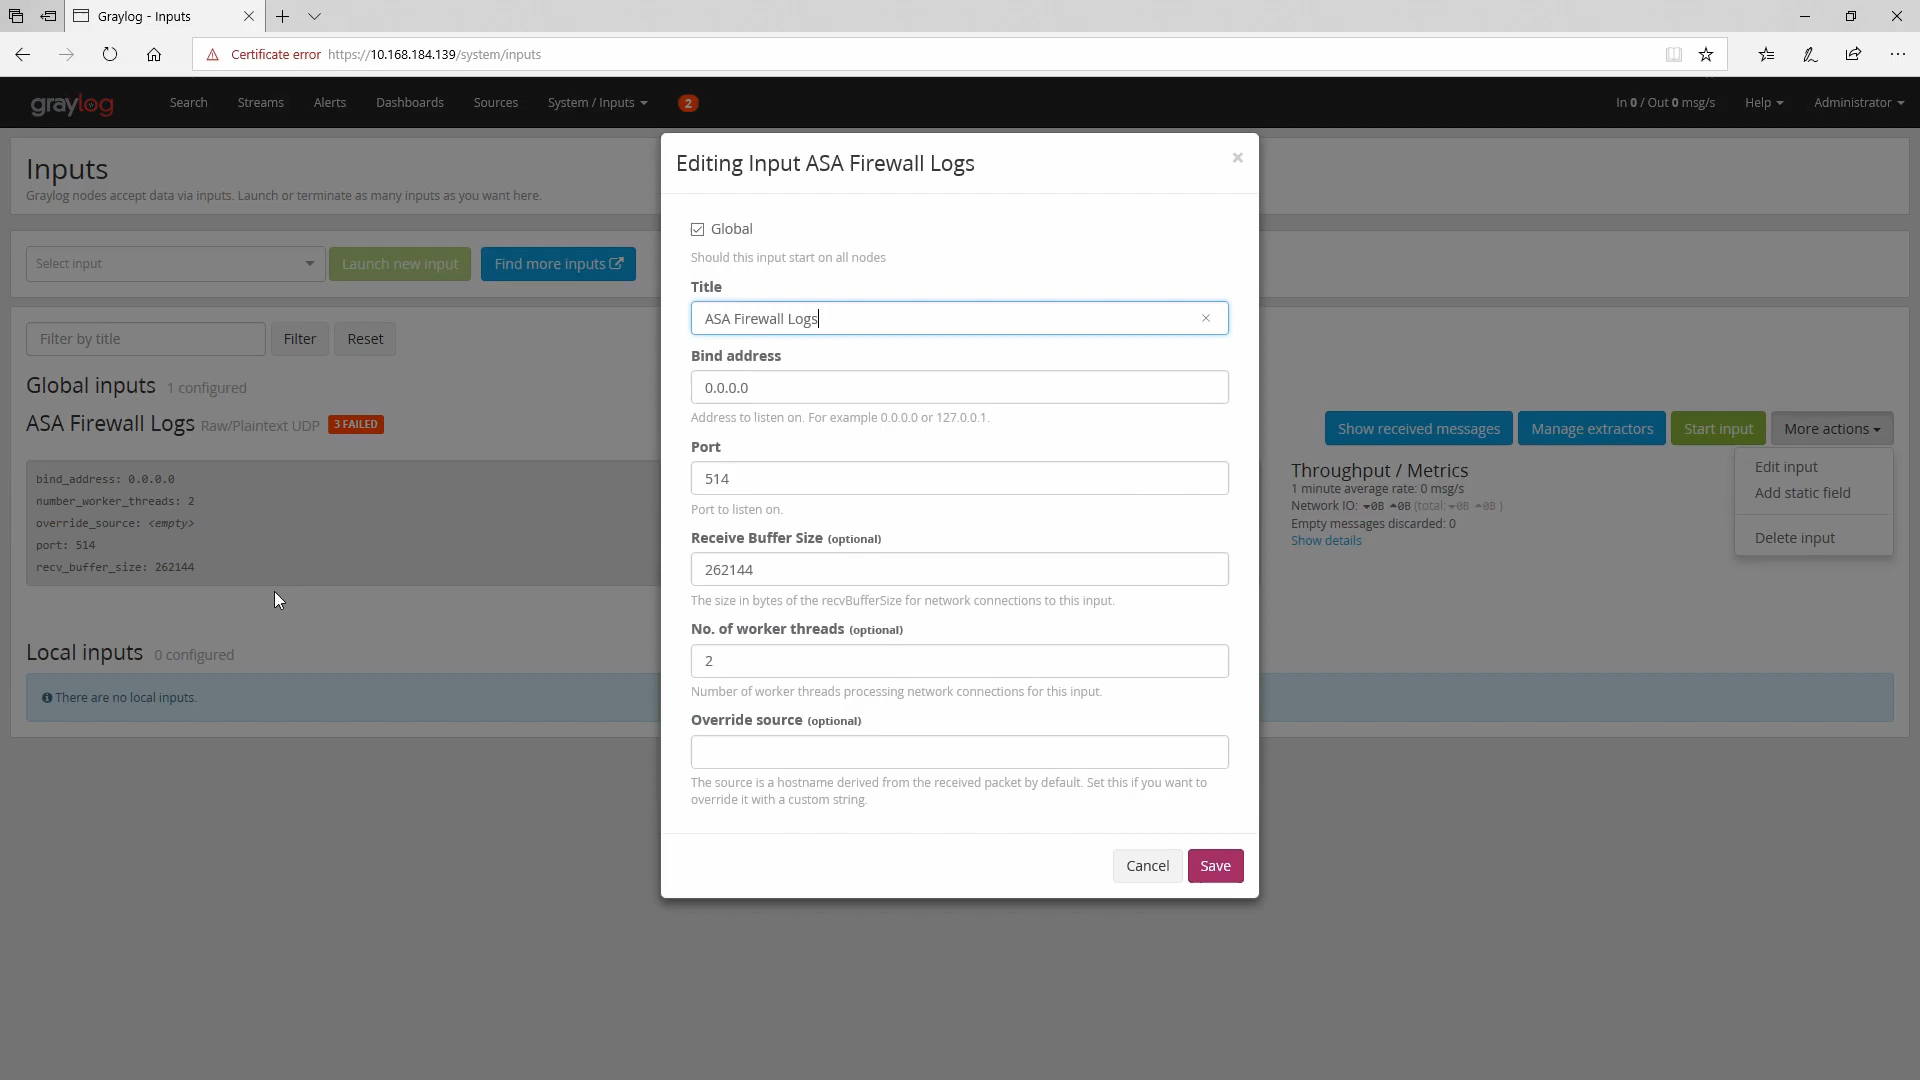 Graylog - Inputs
Certificate error https://10.168.184.139/system/inputs
graylog Search Streams Alerts Dashboards Sources System / Inputs 2 In 0 / Out 0 msg/s Help Administrator
Inputs
Graylog nodes accept data via inputs. Launch or terminate as many inputs as you want here.
Select input Launch new input Find more inputs
Filter by title Filter Reset
Global inputs 1 configured
ASA Firewall Logs Raw/Plaintext UDP 3 FAILED
bind_address: 0.0.0.0
number_worker_threads: 2
override_source: <empty>
port: 514
recv_buffer_size: 262144
Local inputs 0 configured
There are no local inputs.
Editing Input ASA Firewall Logs ×
Global
Should this input start on all nodes
Title
ASA Firewall Logs ×
Bind address
0.0.0.0
Address to listen on. For example 0.0.0.0 or 127.0.0.1.
Port
514
Port to listen on.
Receive Buffer Size (optional)
262144
The size in bytes of the recvBufferSize for network connections to this input.
No. of worker threads (optional)
2
Number of worker threads processing network connections for this input.
Override source (optional)
The source is a hostname derived from the received packet by default. Set this if you want to
override it with a custom string.
Cancel Save
Show received messages Manage extractors Start input More actions
Throughput / Metrics
1 minute average rate: 0 msg/s
Network IO: 0B 0B (total: 0B 0B )
Empty messages discarded: 0
Show details
Edit input
Add static field
Delete input